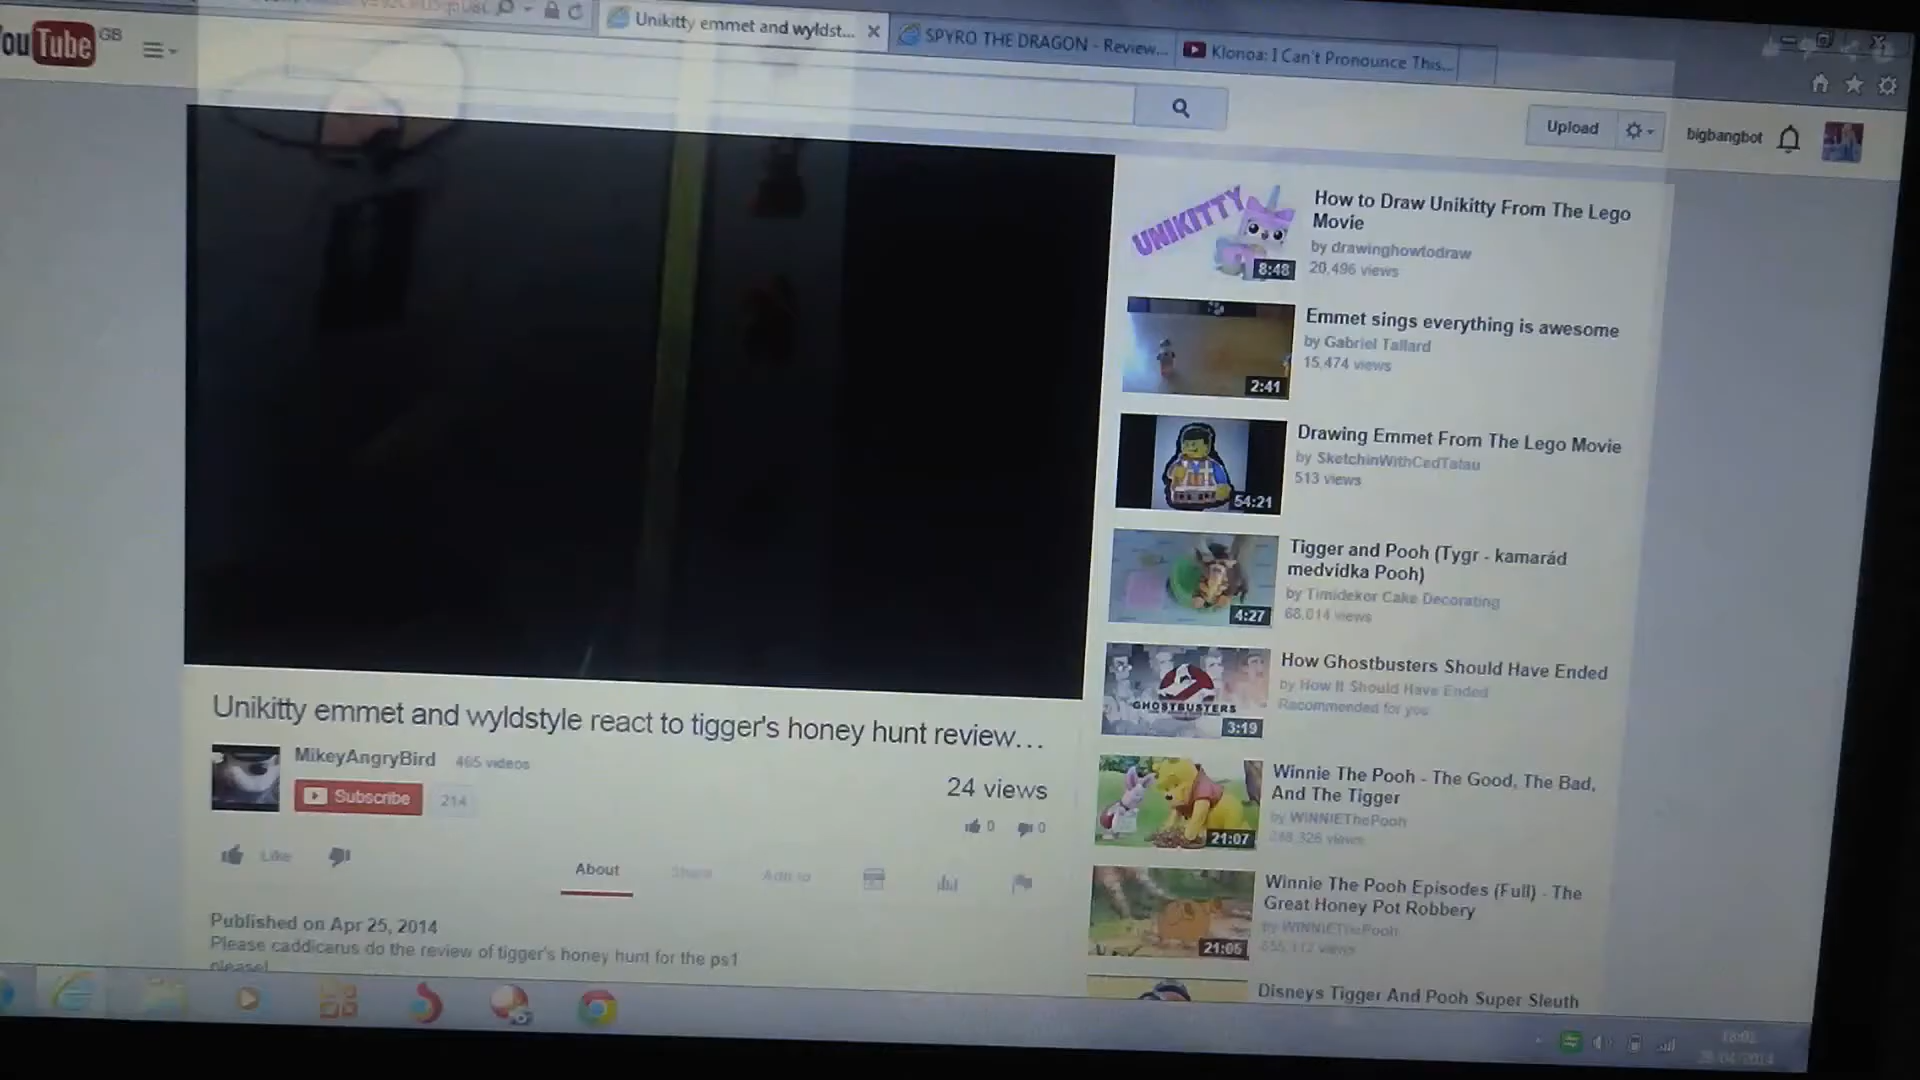 Unikitty emmet and wyldst...
SPYRO THE DRAGON - Review...
Klonoa: I Can't Pronounce This...
YouTube GB
Upload
bigbangbot
UNIKITTY
8:48
How to Draw Unikitty From The Lego
Movie
by drawinghowtodraw
20,496 views
2:41
Emmet sings everything is awesome
by Gabriel Tallard
15,474 views
54:21
Drawing Emmet From The Lego Movie
by SketchinWithCedTatau
513 views
4:27
Tigger and Pooh (Tygr - kamarád
medvídka Pooh)
by Timidekor Cake Decorating
68,014 views
GHOSTBUSTERS
3:19
How Ghostbusters Should Have Ended
by How It Should Have Ended
Recommended for you
21:07
Winnie The Pooh - The Good, The Bad,
And The Tigger
by WINNIEThePooh
views
21:05
Winnie The Pooh Episodes (Full) - The
Great Honey Pot Robbery
by WINNIEThePooh
views
Disneys Tigger And Pooh Super Sleuth
Unikitty emmet and wyldstyle react to tigger's honey hunt review...
MikeyAngryBird 465 videos
Subscribe 214
24 views
0 0
Like
About Share Add to
Published on Apr 25, 2014
Please caddicarus do the review of tigger's honey hunt for the ps1
please!